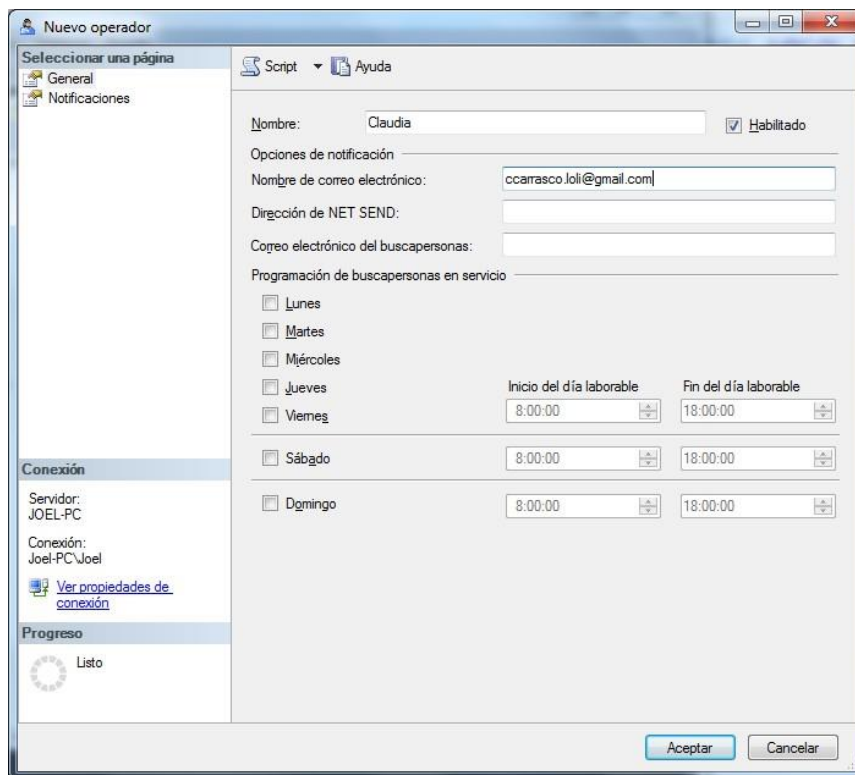 Nuevo operador
Seleccionar una página
General
Notificaciones
Script
Ayuda
Nombre:
Claudia
Habilitado
Opciones de notificación
Nombre de correo electrónico:
ccarrasco.loli@gmail.com
Dirección de NET SEND:
Correo electrónico del buscapersonas:
Programación de buscapersonas en servicio
Lunes
Martes
Miércoles
Jueves
Inicio del día laborable
Fin del día laborable
Viernes
8:00:00
18:00:00
Sábado
8:00:00
18:00:00
Domingo
8:00:00
18:00:00
Conexión
Servidor:
JOEL-PC
Conexión:
Joel-PC\Joel
Ver propiedades de
conexión
Progreso
Listo
Aceptar
Cancelar